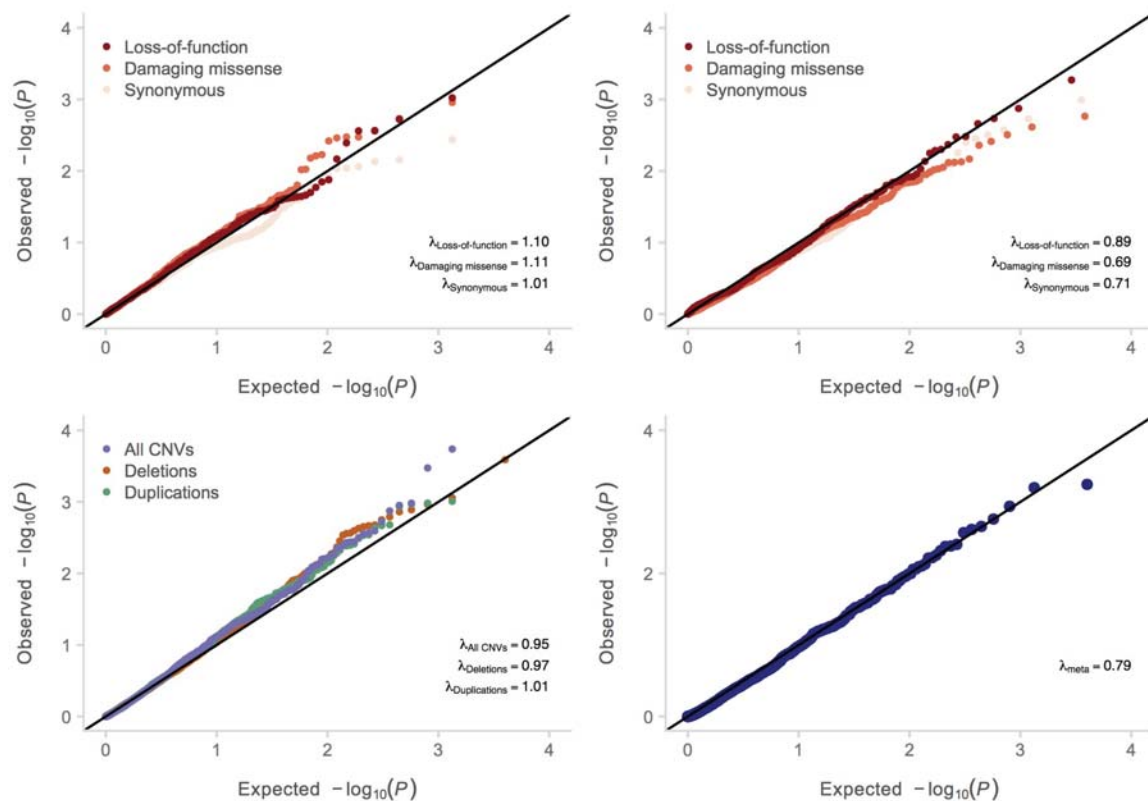 4
3
2
1
0
Observed −log₁₀(P)
Loss-of-function
Damaging missense
Synonymous
λLoss-of-function = 1.10
λDamaging missense = 1.11
λSynonymous = 1.01
0 1 2 3 4
Expected −log₁₀(P)
4
3
2
1
0
Observed −log₁₀(P)
Loss-of-function
Damaging missense
Synonymous
λLoss-of-function = 0.89
λDamaging missense = 0.69
λSynonymous = 0.71
0 1 2 3 4
Expected −log₁₀(P)
4
3
2
1
0
Observed −log₁₀(P)
All CNVs
Deletions
Duplications
λAll CNVs = 0.95
λDeletions = 0.97
λDuplications = 1.01
0 1 2 3 4
Expected −log₁₀(P)
4
3
2
1
0
Observed −log₁₀(P)
λmeta = 0.79
0 1 2 3 4
Expected −log₁₀(P)